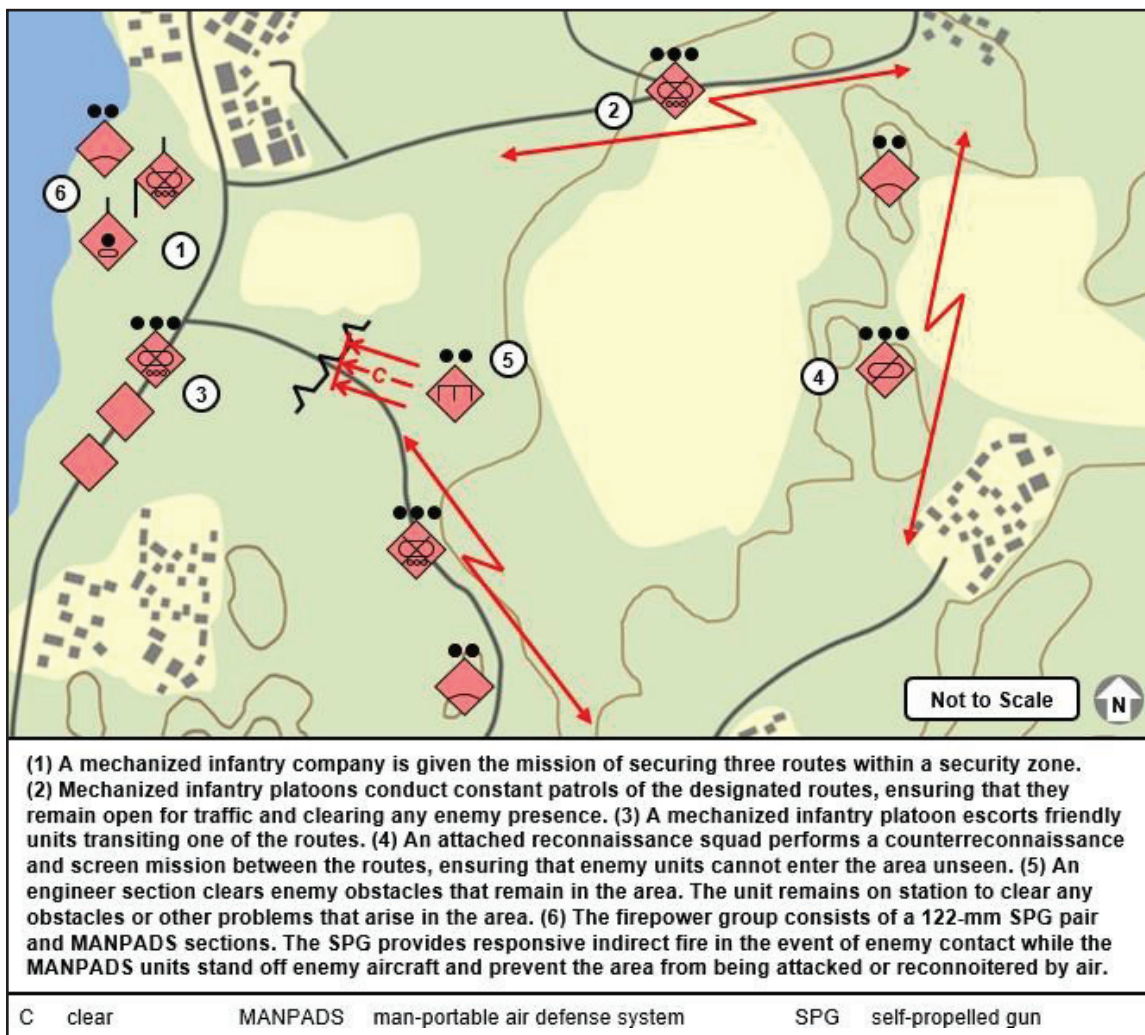 2
6
1
5
C
3
4
Not to Scale
N
(1) A mechanized infantry company is given the mission of securing three routes within a security zone.
(2) Mechanized infantry platoons conduct constant patrols of the designated routes, ensuring that they
remain open for traffic and clearing any enemy presence. (3) A mechanized infantry platoon escorts friendly
units transiting one of the routes. (4) An attached reconnaissance squad performs a counterreconnaissance
and screen mission between the routes, ensuring that enemy units cannot enter the area unseen. (5) An
engineer section clears enemy obstacles that remain in the area. The unit remains on station to clear any
obstacles or other problems that arise in the area. (6) The firepower group consists of a 122-mm SPG pair
and MANPADS sections. The SPG provides responsive indirect fire in the event of enemy contact while the
MANPADS units stand off enemy aircraft and prevent the area from being attacked or reconnoitered by air.
C clear MANPADS man-portable air defense system SPG self-propelled gun